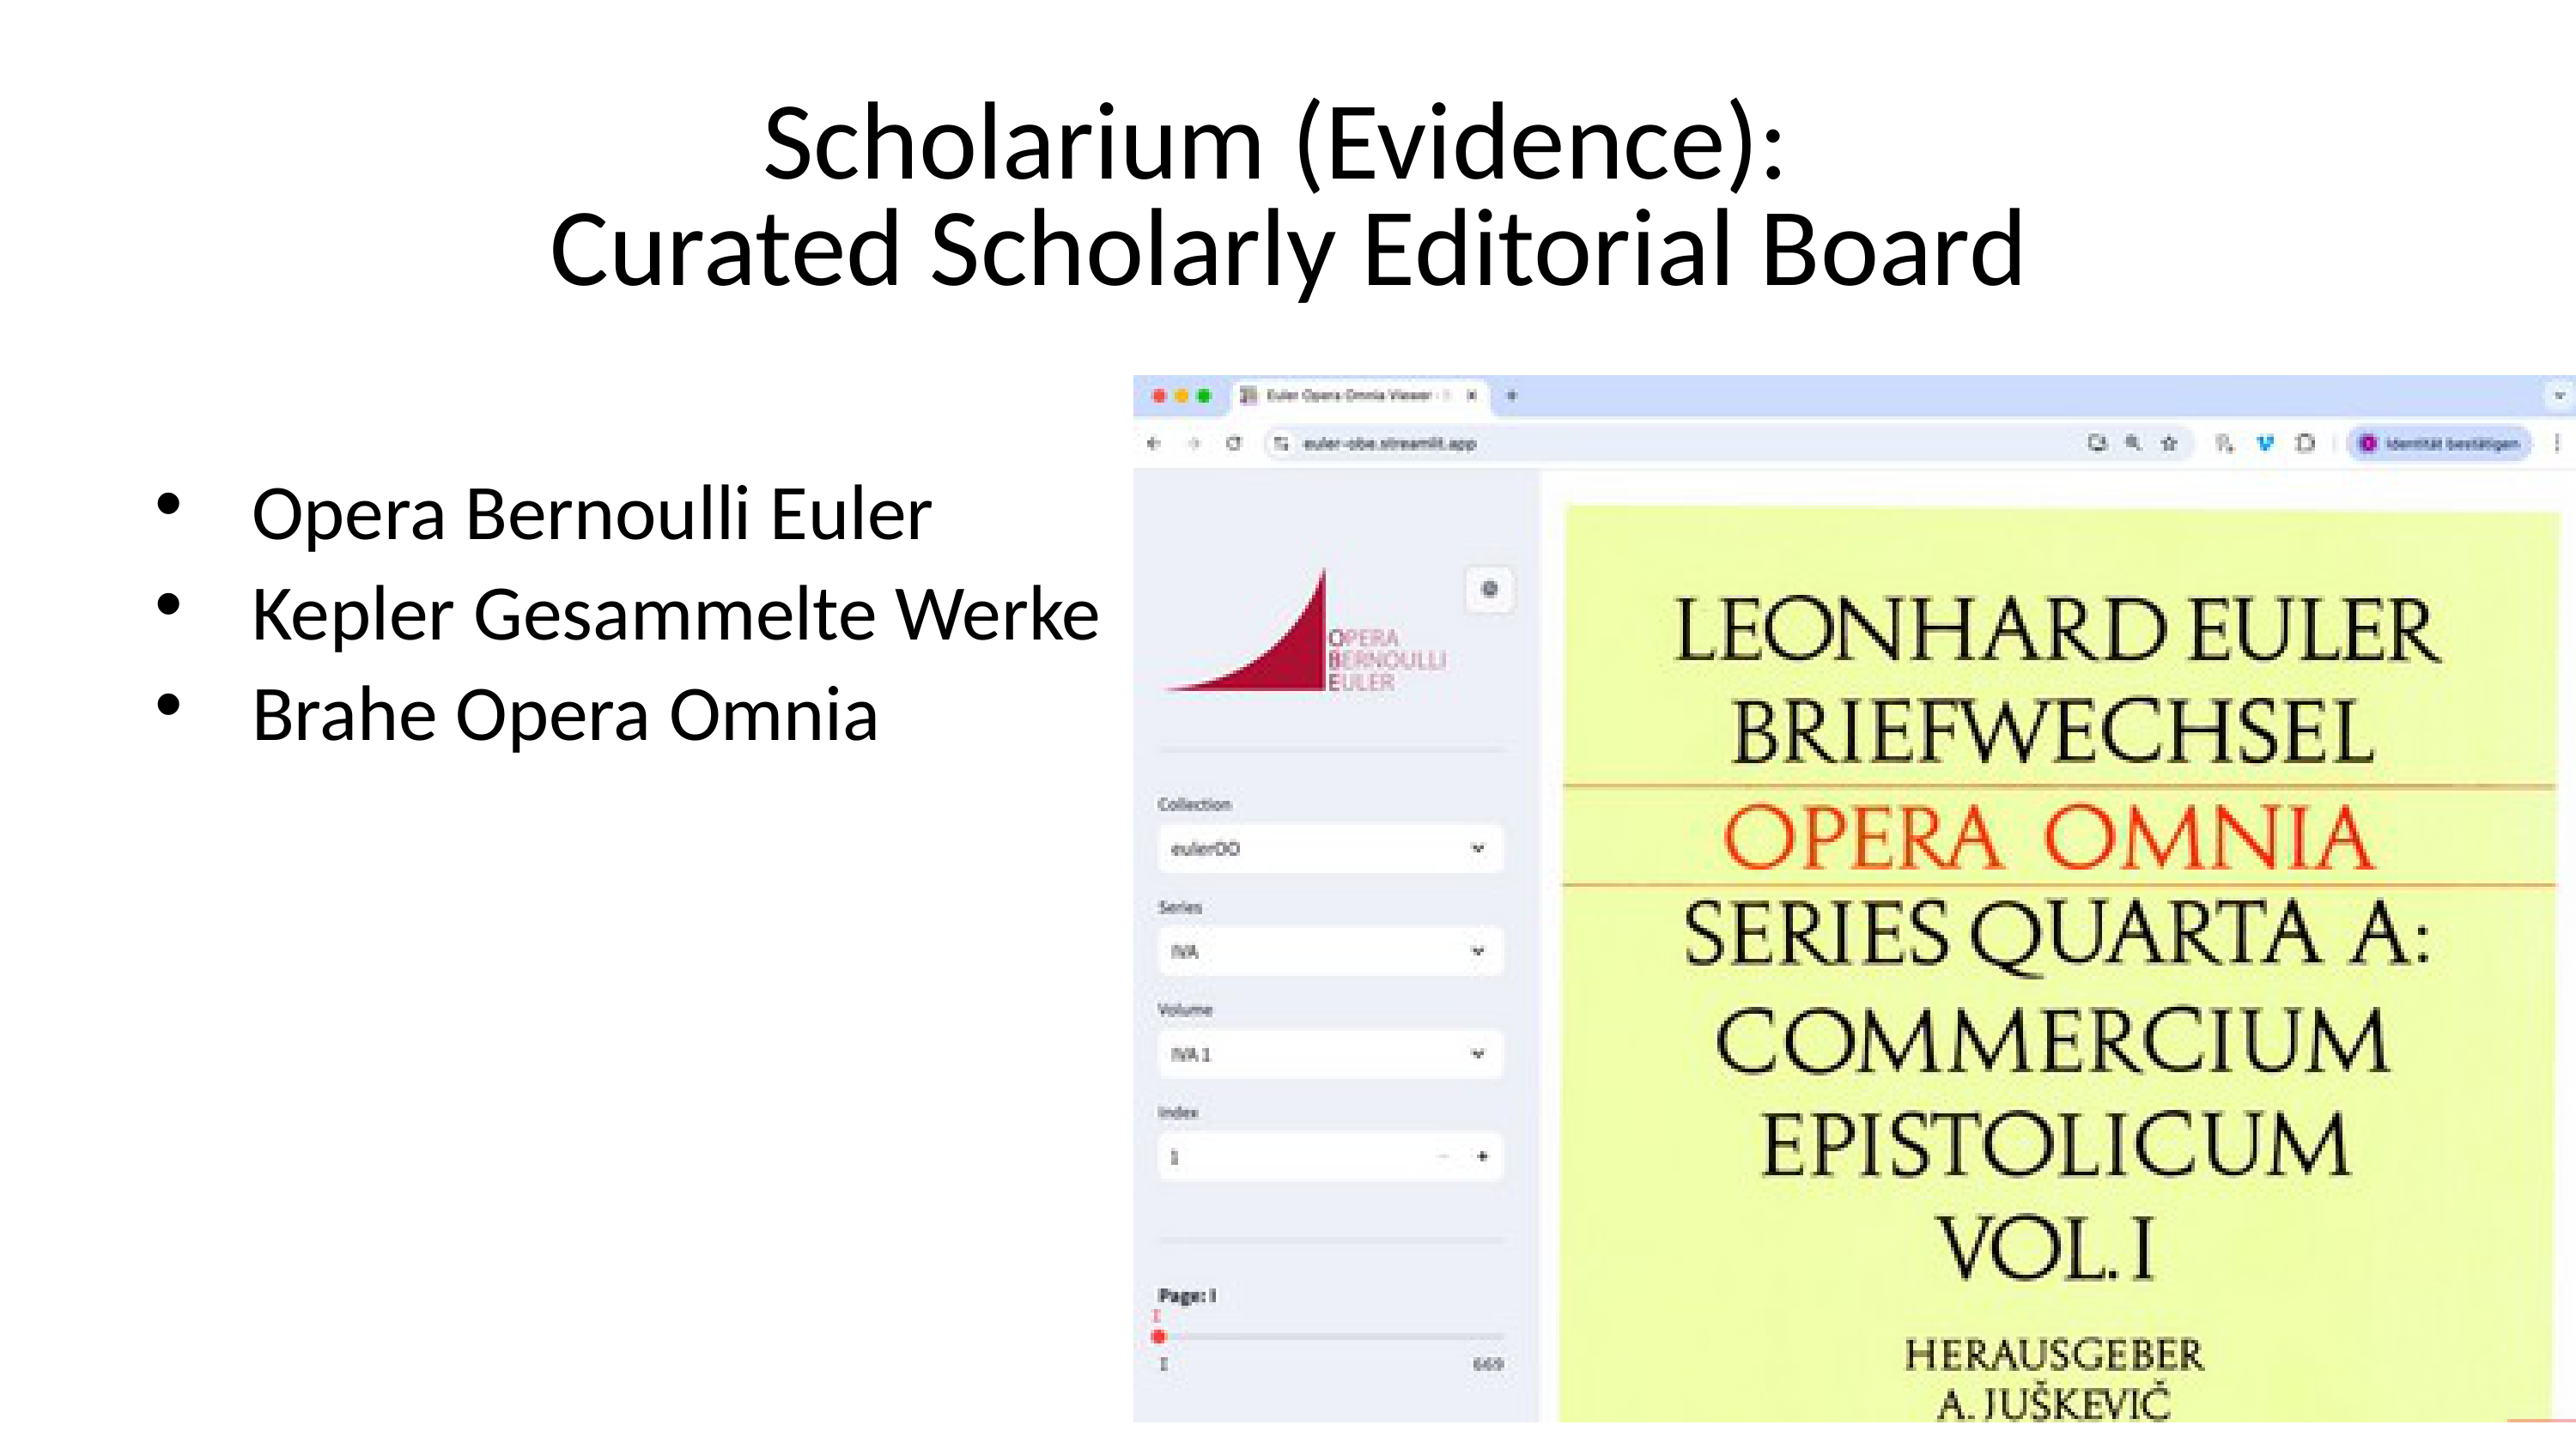 Scholarium (Evidence):
Curated Scholarly Editorial Board
• Opera Bernoulli Euler
• Kepler Gesammelte Werke
• Brahe Opera Omnia
Euler Opera Omnia Viewer
euler-obe.streamlit.app
Identität bestätigen
OPERA
BERNOULLI
EULER
Collection
eulerOO
Series
IVA
Volume
IVA 1
Index
1
Page: I
I
I
669
LEONHARD EULER
BRIEFWECHSEL
OPERA OMNIA
SERIES QUARTA A:
COMMERCIUM
EPISTOLICUM
VOL. I
HERAUSGEBER
A. JUŠKEVIČ